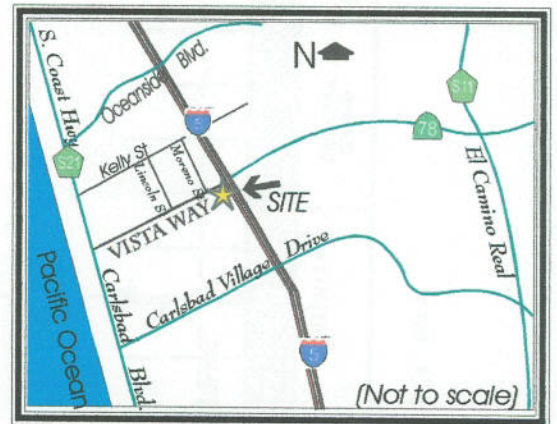 S. Coast Hwy
Oceanside Blvd.
N
S11
5
78
S21
Kelly St.
Lincoln St.
Moreno St.
SITE
VISTA WAY
El Camino Real
Pacific Ocean
Carlsbad Blvd.
Carlsbad Village Drive
5
(Not to scale)